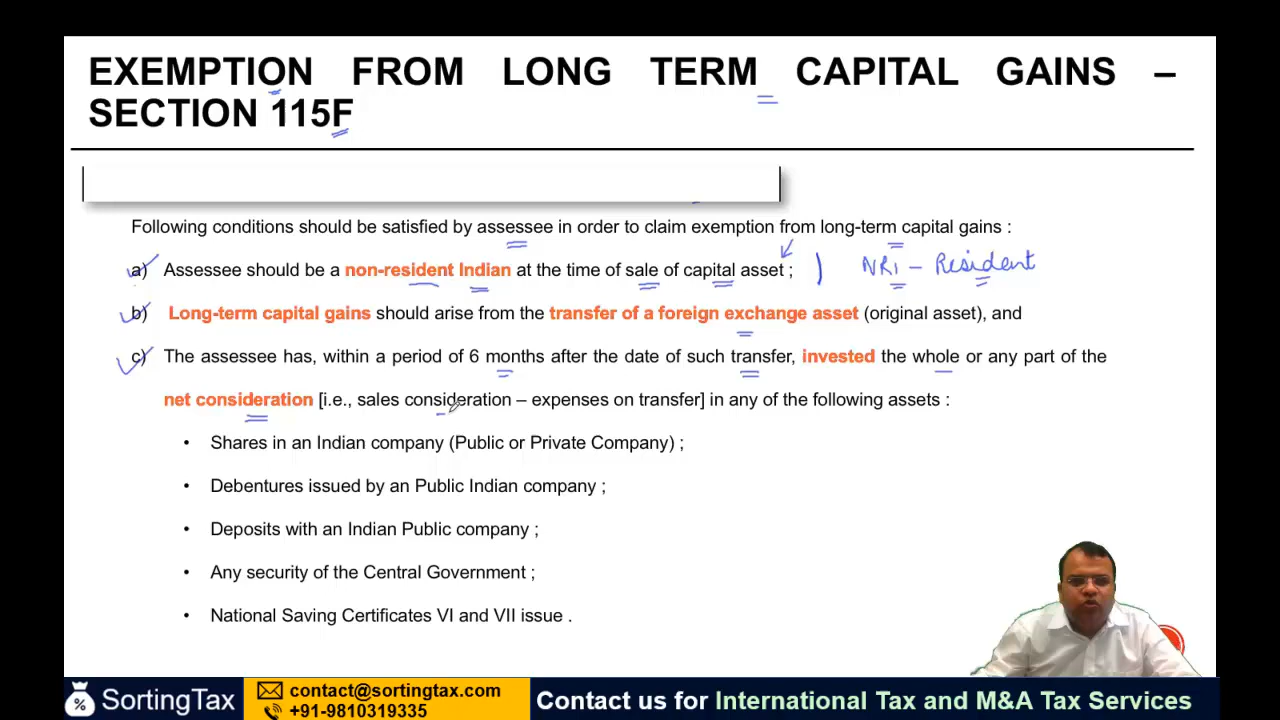 EXEMPTION FROM LONG TERM CAPITAL GAINS –
SECTION 115F
Following conditions should be satisfied by assessee in order to claim exemption from long-term capital gains :
a) Assessee should be a non-resident Indian at the time of sale of capital asset ; ) NRI – Resident
b) Long-term capital gains should arise from the transfer of a foreign exchange asset (original asset), and
c) The assessee has, within a period of 6 months after the date of such transfer, invested the whole or any part of the
net consideration [i.e., sales consideration – expenses on transfer] in any of the following assets :
• Shares in an Indian company (Public or Private Company) ;
• Debentures issued by an Public Indian company ;
• Deposits with an Indian Public company ;
• Any security of the Central Government ;
• National Saving Certificates VI and VII issue .
SortingTax
contact@sortingtax.com
+91-9810319335
Contact us for International Tax and M&A Tax Services